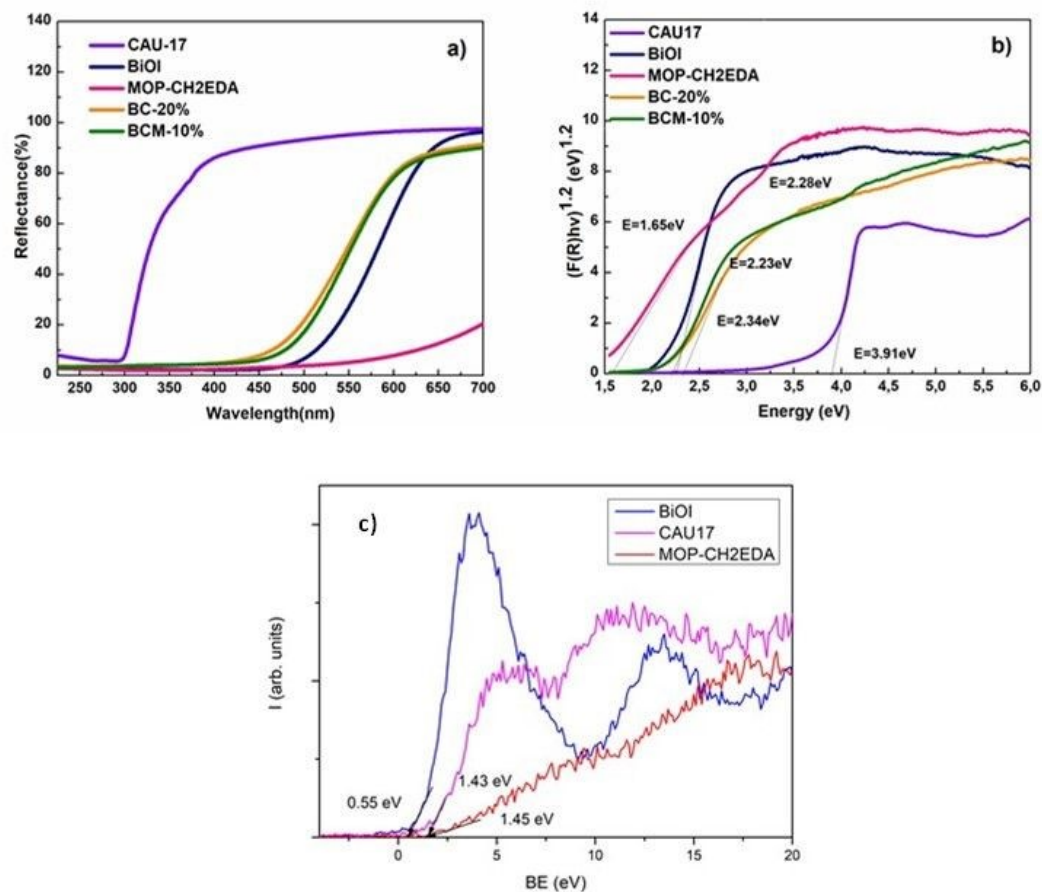 a)
140
120
100
80
60
40
20
0
Reflectance(%)
CAU-17
BiOI
MOP-CH2EDA
BC-20%
BCM-10%
250 300 350 400 450 500 550 600 650 700
Wavelength(nm)
b)
14
12
10
8
6
4
2
0
(F(R)hν)1.2 (eV)1.2
CAU17
BiOI
MOP-CH2EDA
BC-20%
BCM-10%
E=2.28eV
E=1.65eV
E=2.23eV
E=2.34eV
E=3.91eV
1,5 2,0 2,5 3,0 3,5 4,0 4,5 5,0 5,5 6,0
Energy (eV)
c)
I (arb. units)
BiOI
CAU17
MOP-CH2EDA
0.55 eV
1.43 eV
1.45 eV
0 5 10 15 20
BE (eV)